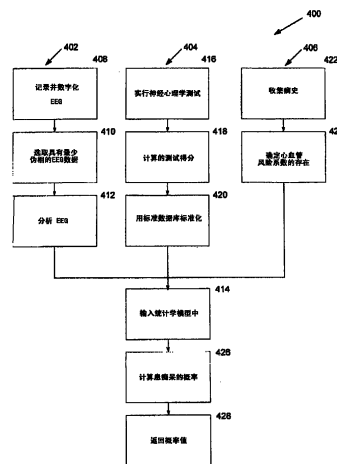 400
402
404
406
408
记录并数字化
EEG
416
实行神经心理学测试
422
收集病史
410
选取具有最少
伪相的EEG数据
418
计算的测试得分
42
确定心血管
风险系数的存在
412
分析 EEG
420
用标准数据库标准化
414
输入统计学模型中
426
计算患痴呆的概率
428
返回概率值